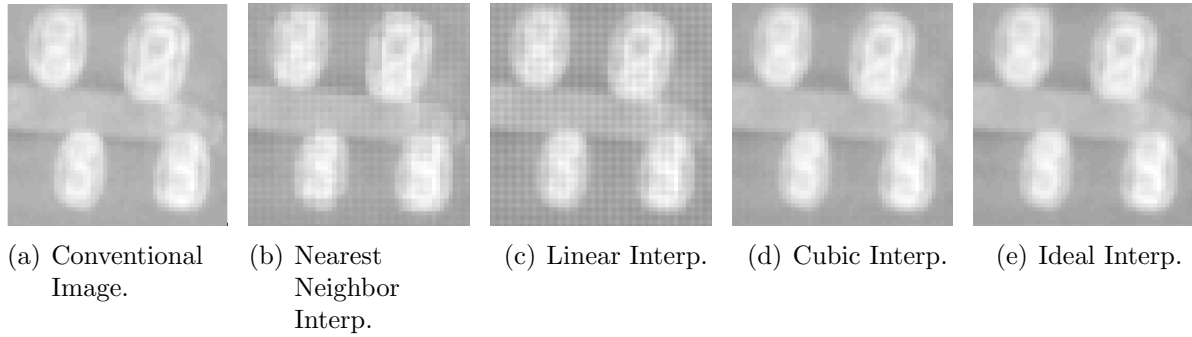 (a) Conventional
Image.
(b) Nearest
Neighbor
Interp.
(c) Linear Interp.
(d) Cubic Interp.
(e) Ideal Interp.